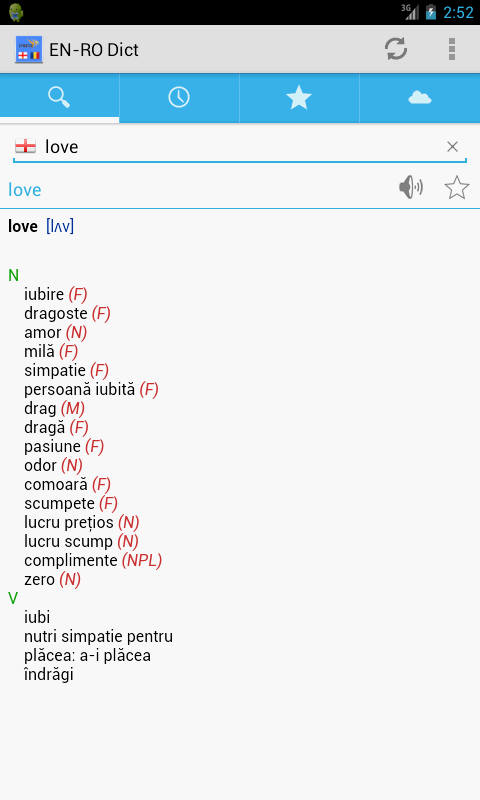 3G 2:52
EN-RO Dict
love
love
love [lʌv]
N
iubire (F)
dragoste (F)
amor (N)
milă (F)
simpatie (F)
persoană iubită (F)
drag (M)
dragă (F)
pasiune (F)
odor (N)
comoară (F)
scumpete (F)
lucru prețios (N)
lucru scump (N)
complimente (NPL)
zero (N)
V
iubi
nutri simpatie pentru
plăcea: a-i plăcea
îndrăgi